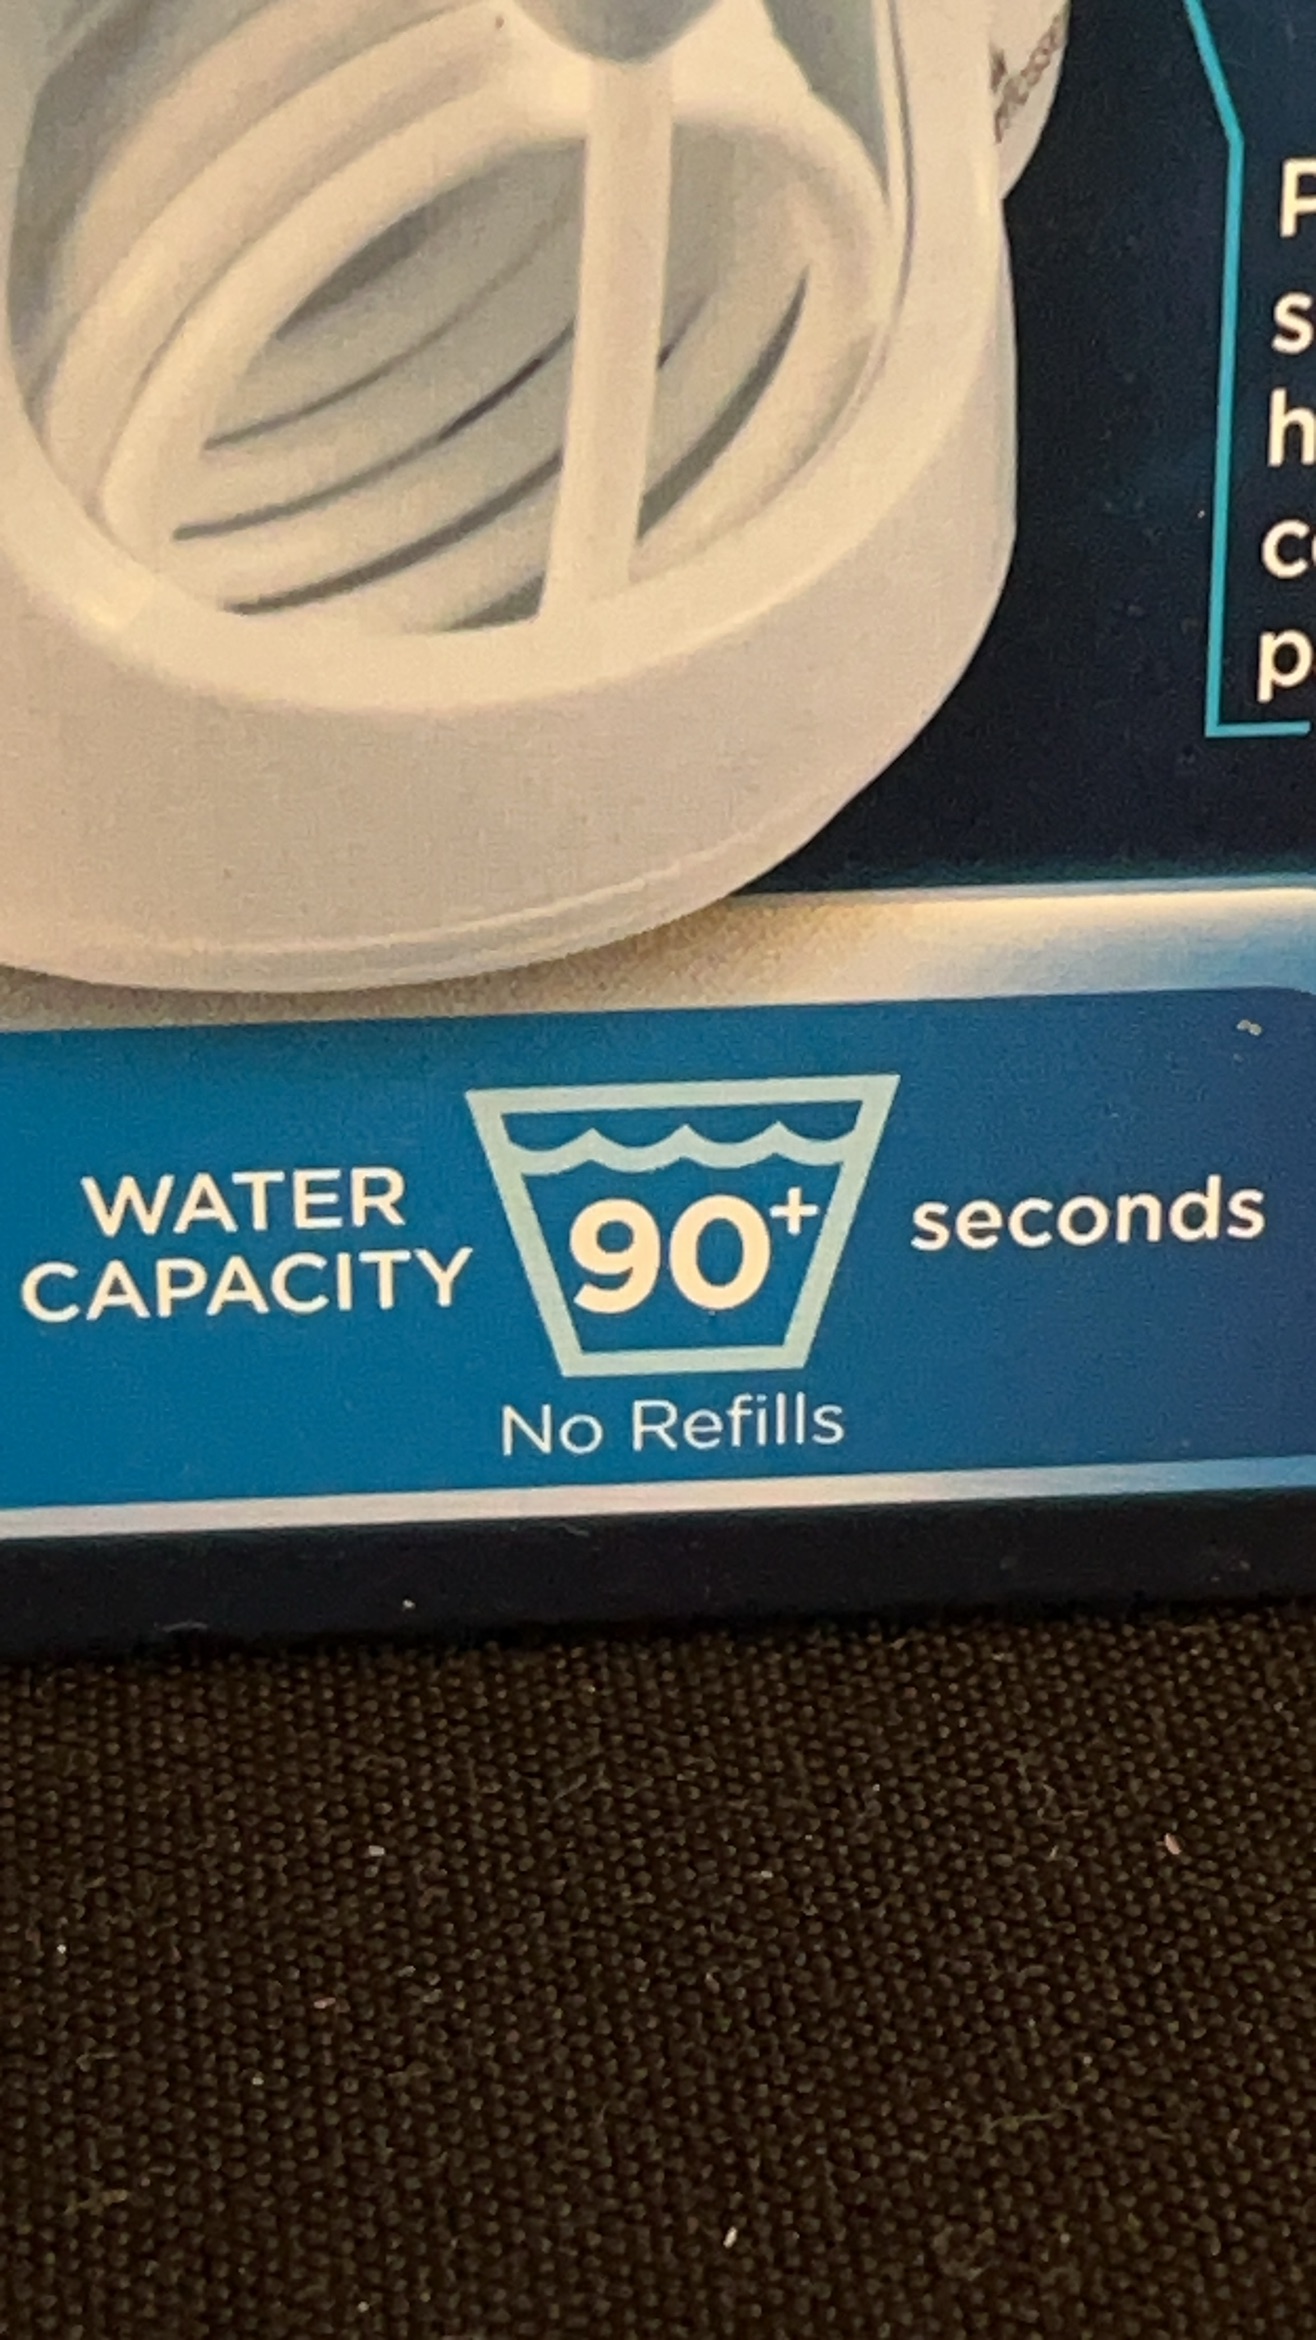 WATER
CAPACITY
90+
seconds
No Refills